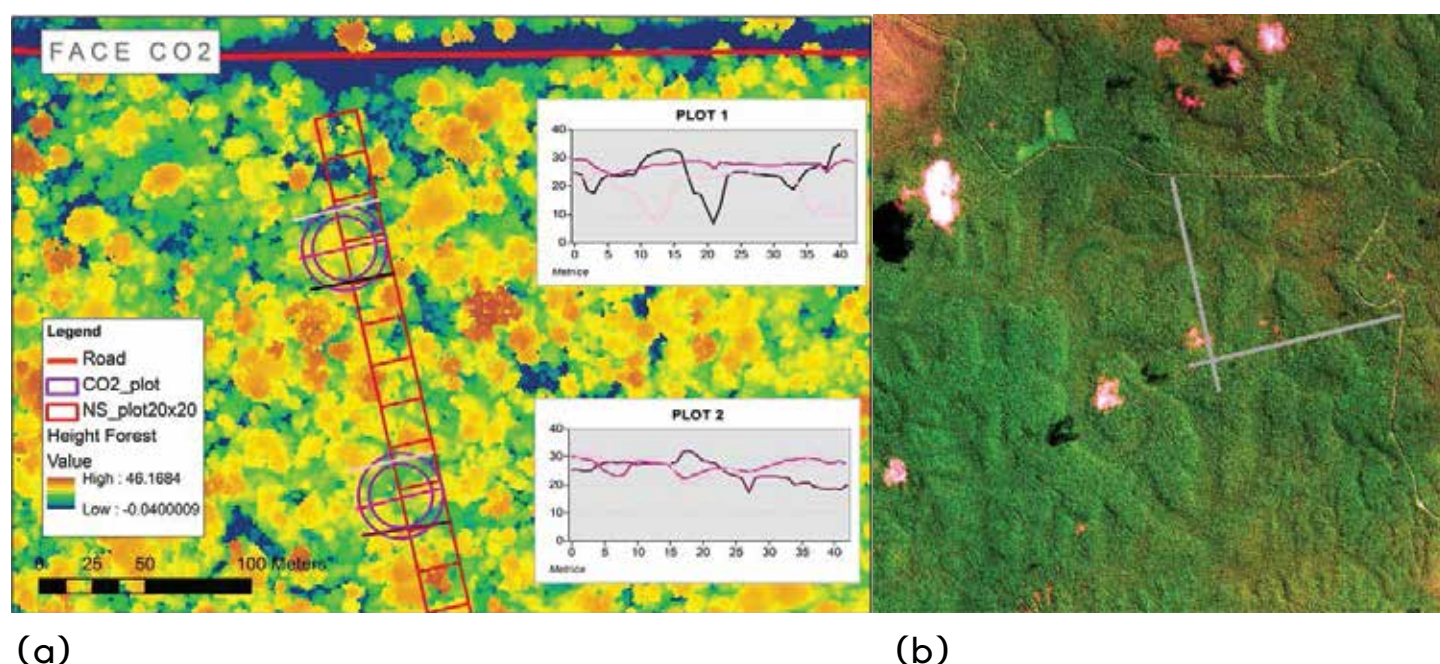 FACE CO2
PLOT 1
40
30
20
10
0
0 5 10 15 20 25 30 35 40
Metrice
Legend
Road
CO2_plot
NS_plot20x20
Height Forest
Value
High : 46.1684
Low : -0.0400009
PLOT 2
40
30
20
10
0
0 5 10 15 20 25 30 35 40
Metrice
0 25 50 100 Meters
(a)
(b)